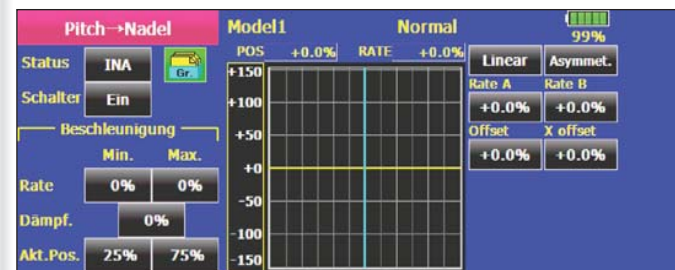 Pitch→Nadel
Model1 Normal 99%
Status INA Gr.
Schalter Ein
Beschleunigung
Min. Max.
Rate 0% 0%
Dämpf. 0%
Akt.Pos. 25% 75%
POS +0.0% RATE +0.0%
+150
+100
+50
+0
-50
-100
-150
Linear Asymmet.
Rate A Rate B
+0.0% +0.0%
Offset X offset
+0.0% +0.0%